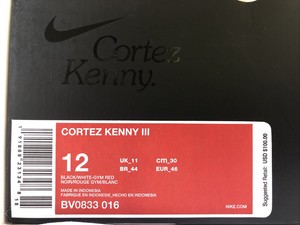 Cortez
Kenny.
CORTEZ KENNY III
12
UK_11
CM_30
BR_44
EUR_46
BLACK/WHITE-GYM RED
NOIR/ROUGE GYM/BLANC
MADE IN INDONESIA
FABRIQUE EN INDONESIE / HECHO EN INDONESIA
BV0833 016
NIKE.COM
Suggested Retail:
USD $100.00